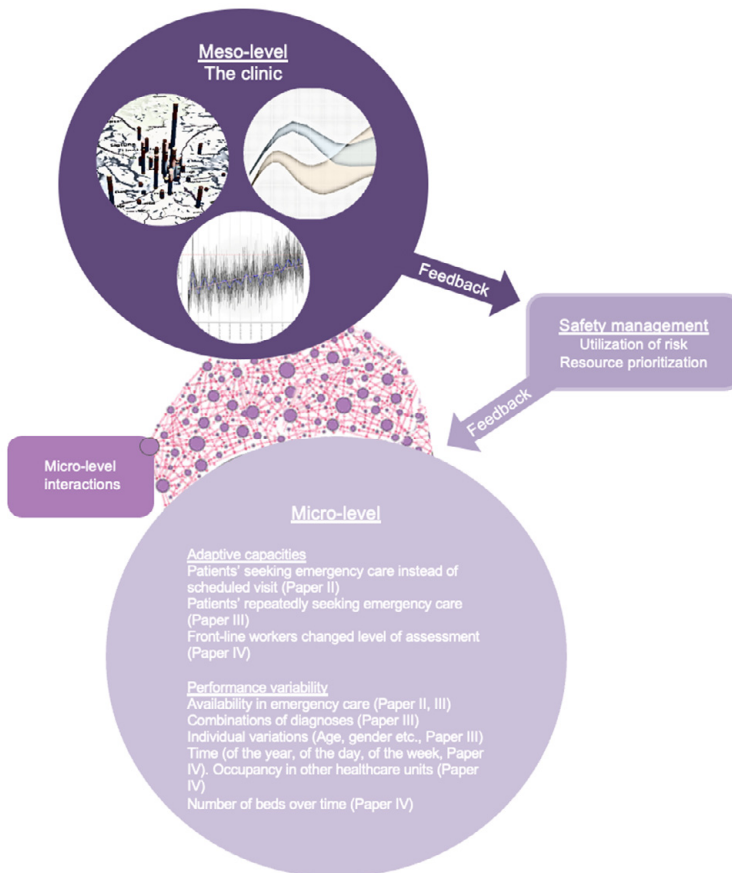 Meso-level
The clinic
Feedback
Safety management
Utilization of risk
Resource prioritization
Feedback
Micro-level
interactions
Micro-level
Adaptive capacities
Patients' seeking emergency care instead of
scheduled visit (Paper II)
Patients' repeatedly seeking emergency care
(Paper III)
Front-line workers changed level of assessment
(Paper IV)
Performance variability
Availability in emergency care (Paper II, III)
Combinations of diagnoses (Paper III)
Individual variations (Age, gender etc., Paper III)
Time (of the year, of the day, of the week, Paper
IV). Occupancy in other healthcare units (Paper
IV)
Number of beds over time (Paper IV)